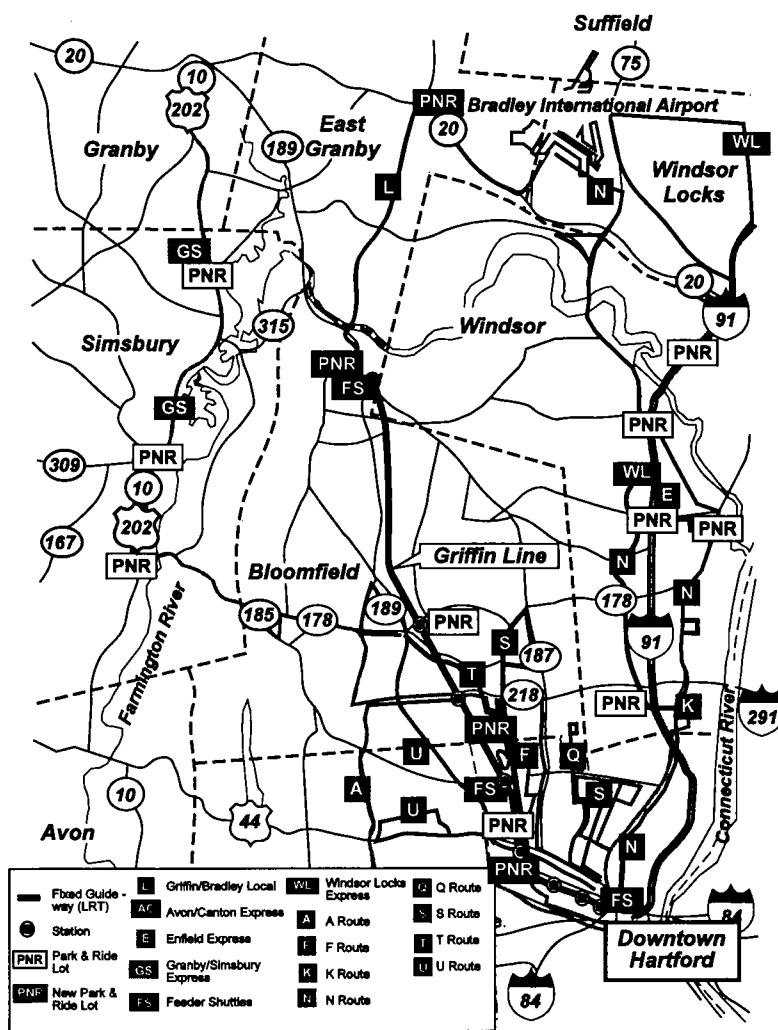 Suffield
20
10
202
75
PNR
Bradley International Airport
East
Granby
20
WL
Granby
189
Windsor
Locks
L
N
GS
PNR
20
91
315
Windsor
Simsbury
PNR
PNR
FS
GS
PNR
PNR
309
10
WL
E
202
PNR
PNR
167
Griffin Line
PNR
Bloomfield
N
178
N
189
185
178
PNR
S
91
187
Farmington River
T
218
PNR
K
291
PNR
U
F
Q
Connecticut River
A
FS
S
10
U
44
PNR
Avon
N
PNR
FS
84
Downtown
Hartford
84
Fixed Guide -
way (LRT)
Station
PNR Park & Ride
Lot
PNR New Park &
Ride Lot
L Griffin/Bradley Local
AC Avon/Canton Express
E Enfield Express
GS Granby/Simsbury
Express
FS Feeder Shuttles
WL Windsor Locks
Express
A A Route
F F Route
K K Route
N N Route
Q Q Route
S S Route
T T Route
U U Route